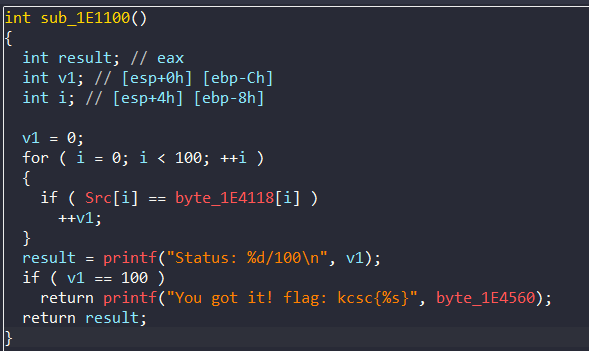 int sub_1E1100()
{
  int result; // eax
  int v1; // [esp+0h] [ebp-Ch]
  int i; // [esp+4h] [ebp-8h]

  v1 = 0;
  for ( i = 0; i < 100; ++i )
  {
    if ( Src[i] == byte_1E4118[i] )
      ++v1;
  }
  result = printf("Status: %d/100\n", v1);
  if ( v1 == 100 )
    return printf("You got it! flag: kcsc{%s}", byte_1E4560);
  return result;
}